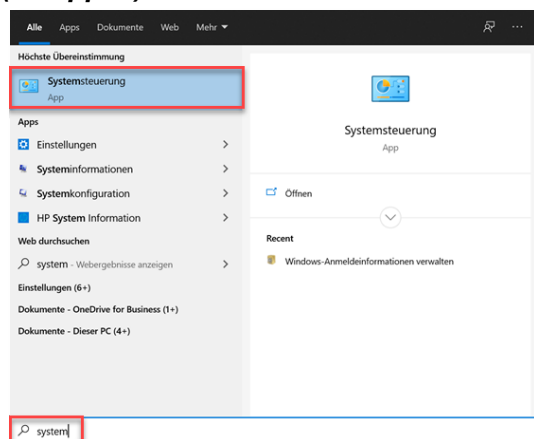 Alle Apps Dokumente Web Mehr
Höchste Übereinstimmung
Systemsteuerung
App
Apps
Einstellungen
Systeminformationen
Systemkonfiguration
HP System Information
Web durchsuchen
system - Webergebnisse anzeigen
Einstellungen (6+)
Dokumente - OneDrive for Business (1+)
Dokumente - Dieser PC (4+)
Systemsteuerung
App
Öffnen
Recent
Windows-Anmeldeinformationen verwalten
system